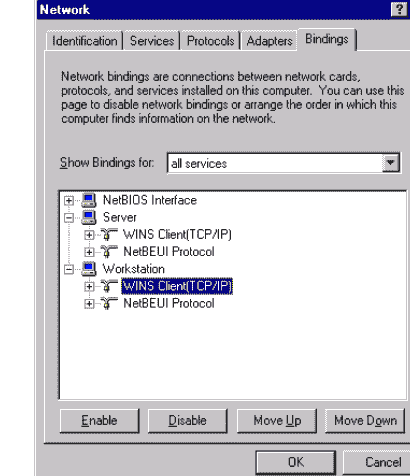 Network
?
Identification Services Protocols Adapters Bindings
Network bindings are connections between network cards,
protocols, and services installed on this computer. You can use this
page to disable network bindings or arrange the order in which this
computer finds information on the network.
Show Bindings for: all services
NetBIOS Interface
Server
WINS Client(TCP/IP)
NetBEUI Protocol
Workstation
WINS Client(TCP/IP)
NetBEUI Protocol
Enable Disable Move Up Move Down
OK Cancel